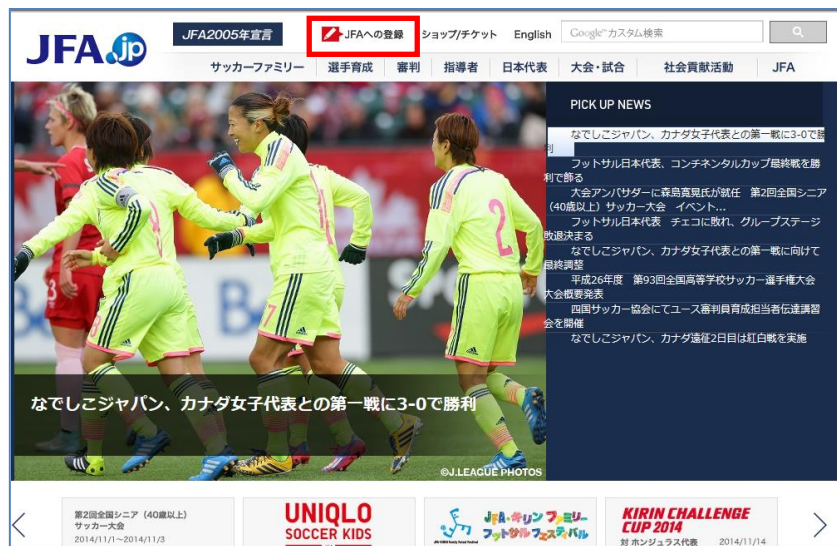 JFA.jp
JFA2005年宣言
JFAへの登録
ショップ/チケット
English
Google™カスタム検索
サッカーファミリー
選手育成
審判
指導者
日本代表
大会・試合
社会貢献活動
JFA
PICK UP NEWS
なでしこジャパン、カナダ女子代表との第一戦に3-0で勝
利
フットサル日本代表、コンチネンタルカップ最終戦を勝
利で飾る
大会アンバサダーに森島寛晃氏が就任 第2回全国シニア
(40歳以上)サッカー大会 イベント...
フットサル日本代表 チェコに敗れ、グループステージ
敗退決まる
なでしこジャパン、カナダ女子代表との第一戦に向けて
最終調整
平成26年度 第93回全国高等学校サッカー選手権大会
大会概要発表
四国サッカー協会にてユース審判員育成担当者伝達講習
会を開催
なでしこジャパン、カナダ遠征2日目は紅白戦を実施
2
なでしこジャパン、カナダ女子代表との第一戦に3-0で勝利
©J.LEAGUE PHOTOS
第2回全国シニア(40歳以上)
サッカー大会
2014/11/1~2014/11/3
UNIQLO
SOCCER KIDS
JFA・キリン ファミリー
フットサル フェスティバル
KIRIN CHALLENGE
CUP 2014
対 ホンジュラス代表 2014/11/14